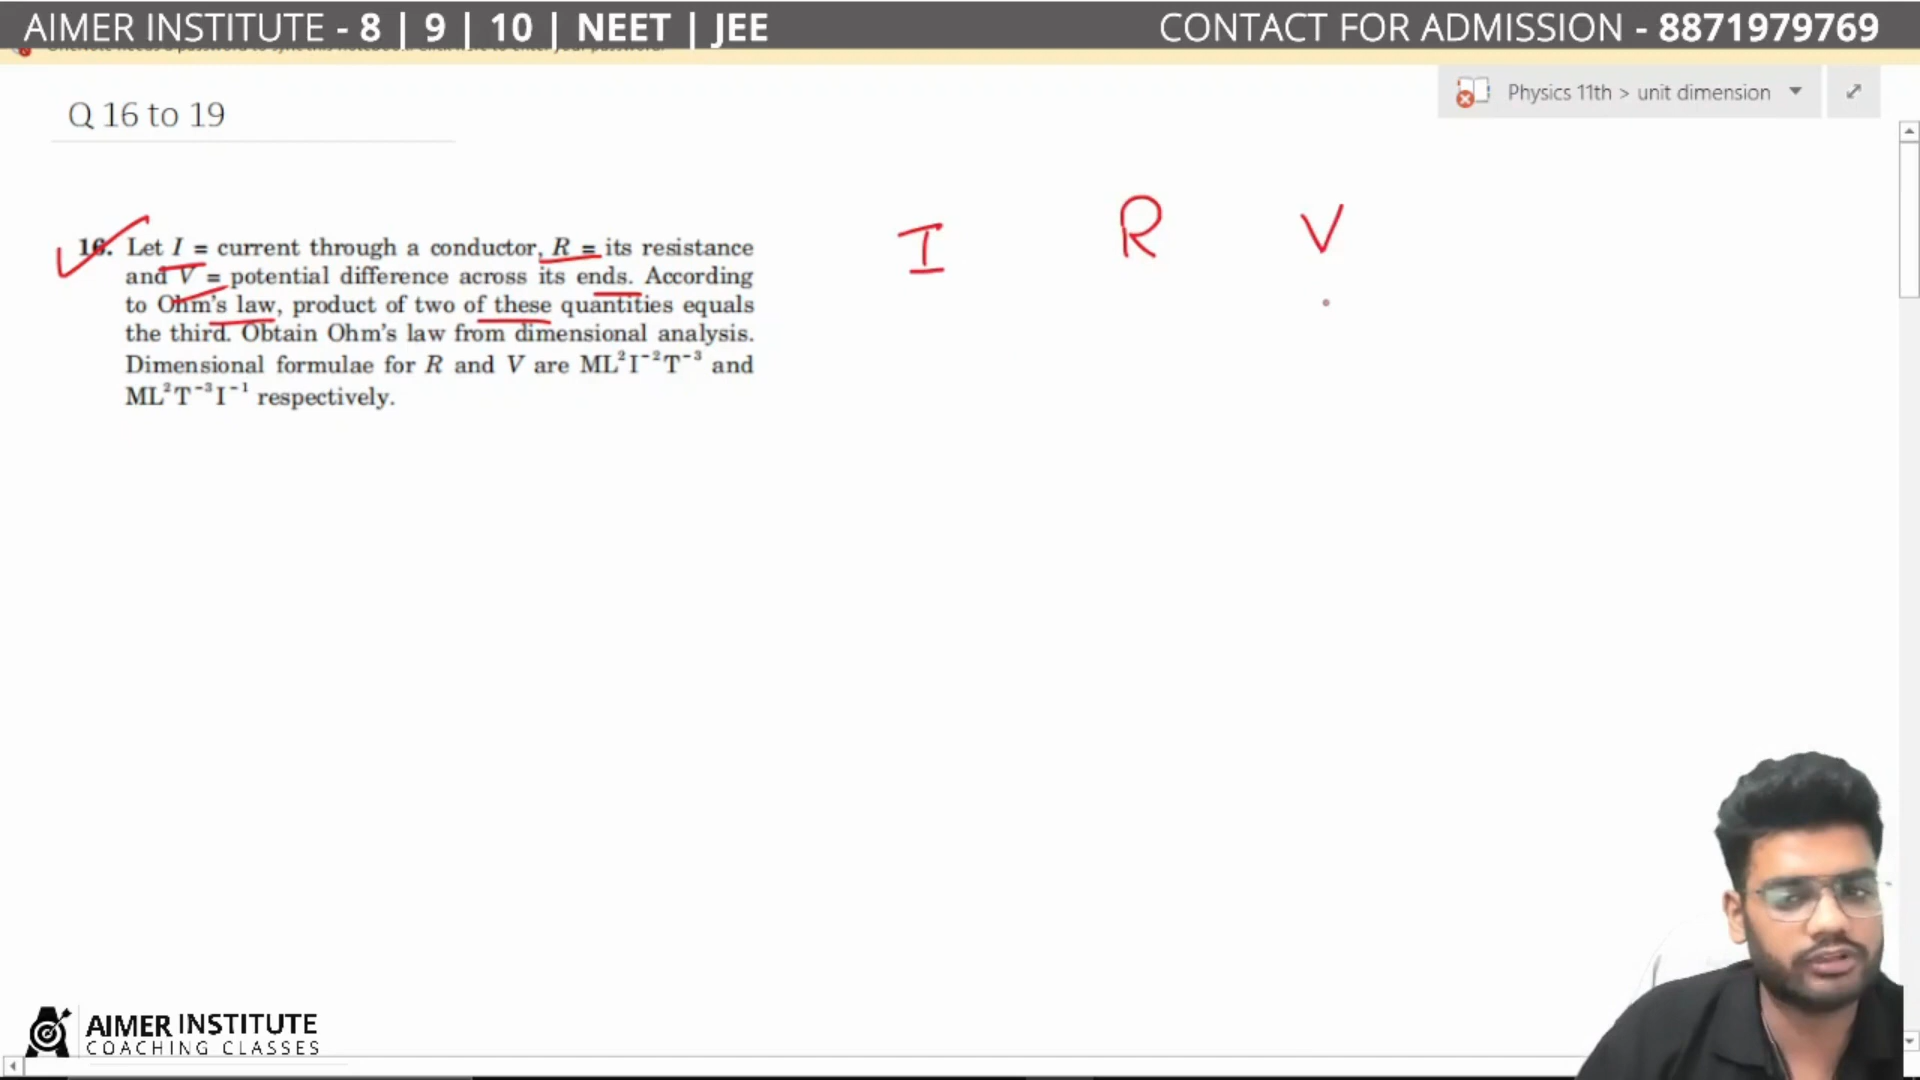 AIMER INSTITUTE - 8 | 9 | 10 | NEET | JEE
CONTACT FOR ADMISSION - 8871979769
Physics 11th > unit dimension
Q 16 to 19
I R V
16. Let I = current through a conductor, R = its resistance
and V = potential difference across its ends. According
to Ohm's law, product of two of these quantities equals
the third. Obtain Ohm's law from dimensional analysis.
Dimensional formulae for R and V are ML²I⁻²T⁻³ and
ML²T⁻³I⁻¹ respectively.
AIMER INSTITUTE
COACHING CLASSES